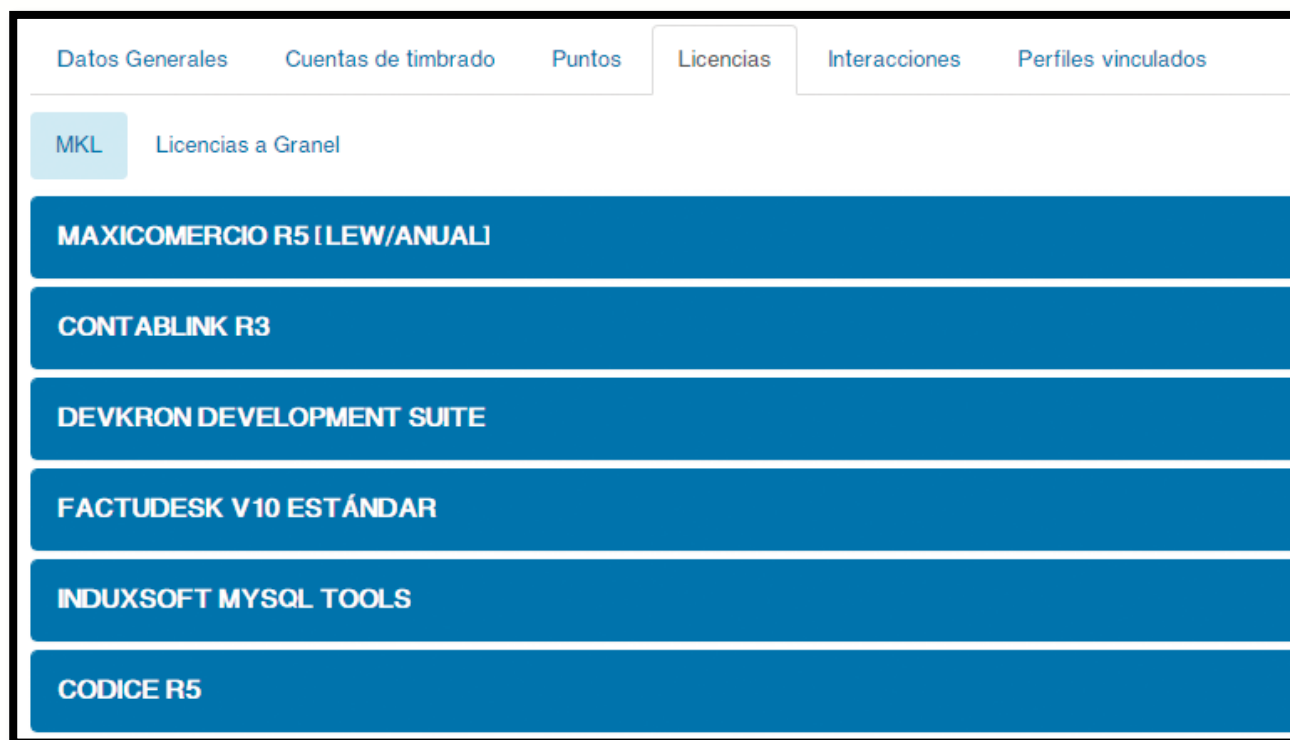 Datos Generales Cuentas de timbrado Puntos Licencias Interacciones Perfiles vinculados
MKL Licencias a Granel
MAXICOMERCIO R5 [LEW/ANUAL]
CONTABLINK R3
DEVKRON DEVELOPMENT SUITE
FACTUDESK V10 ESTÁNDAR
INDUXSOFT MYSQL TOOLS
CODICE R5